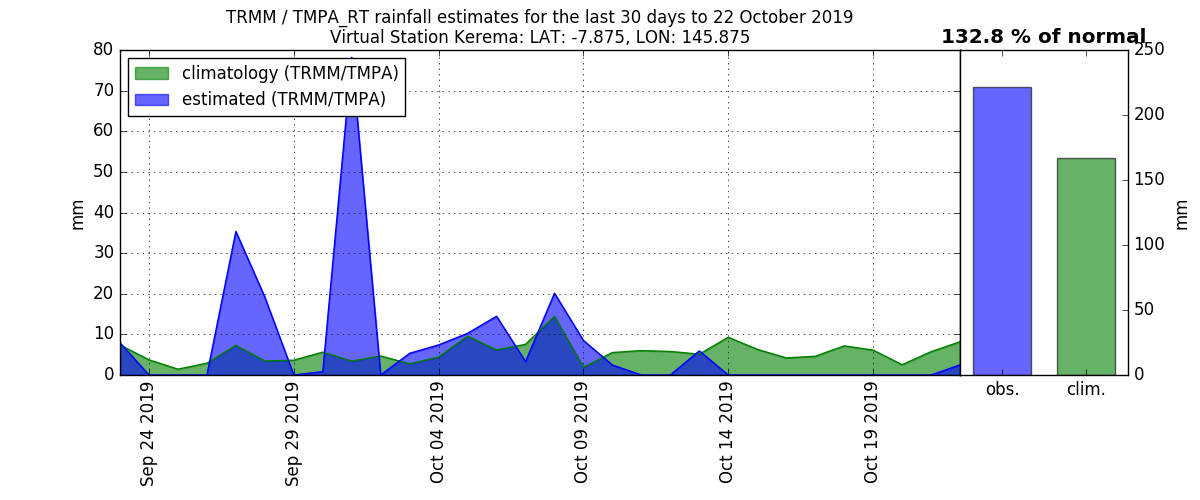 TRMM / TMPA_RT rainfall estimates for the last 30 days to 22 October 2019
Virtual Station Kerema: LAT: -7.875, LON: 145.875
132.8 % of normal
climatology (TRMM/TMPA)
estimated (TRMM/TMPA)
80
70
60
50
40
30
20
10
0
mm
Sep 24 2019
Sep 29 2019
Oct 04 2019
Oct 09 2019
Oct 14 2019
Oct 19 2019
250
200
150
100
50
0
mm
obs.
clim.